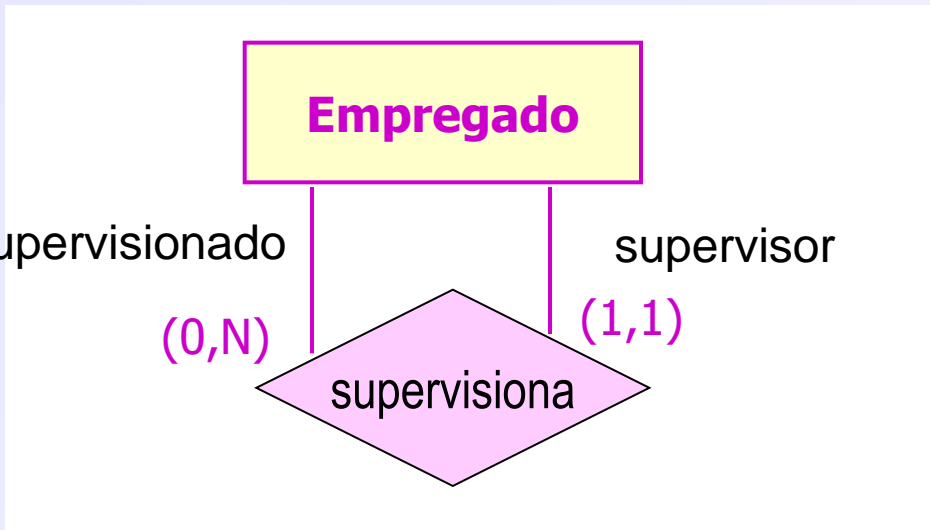 Empregado
upervisionado
supervisor
(0,N)
(1,1)
supervisiona